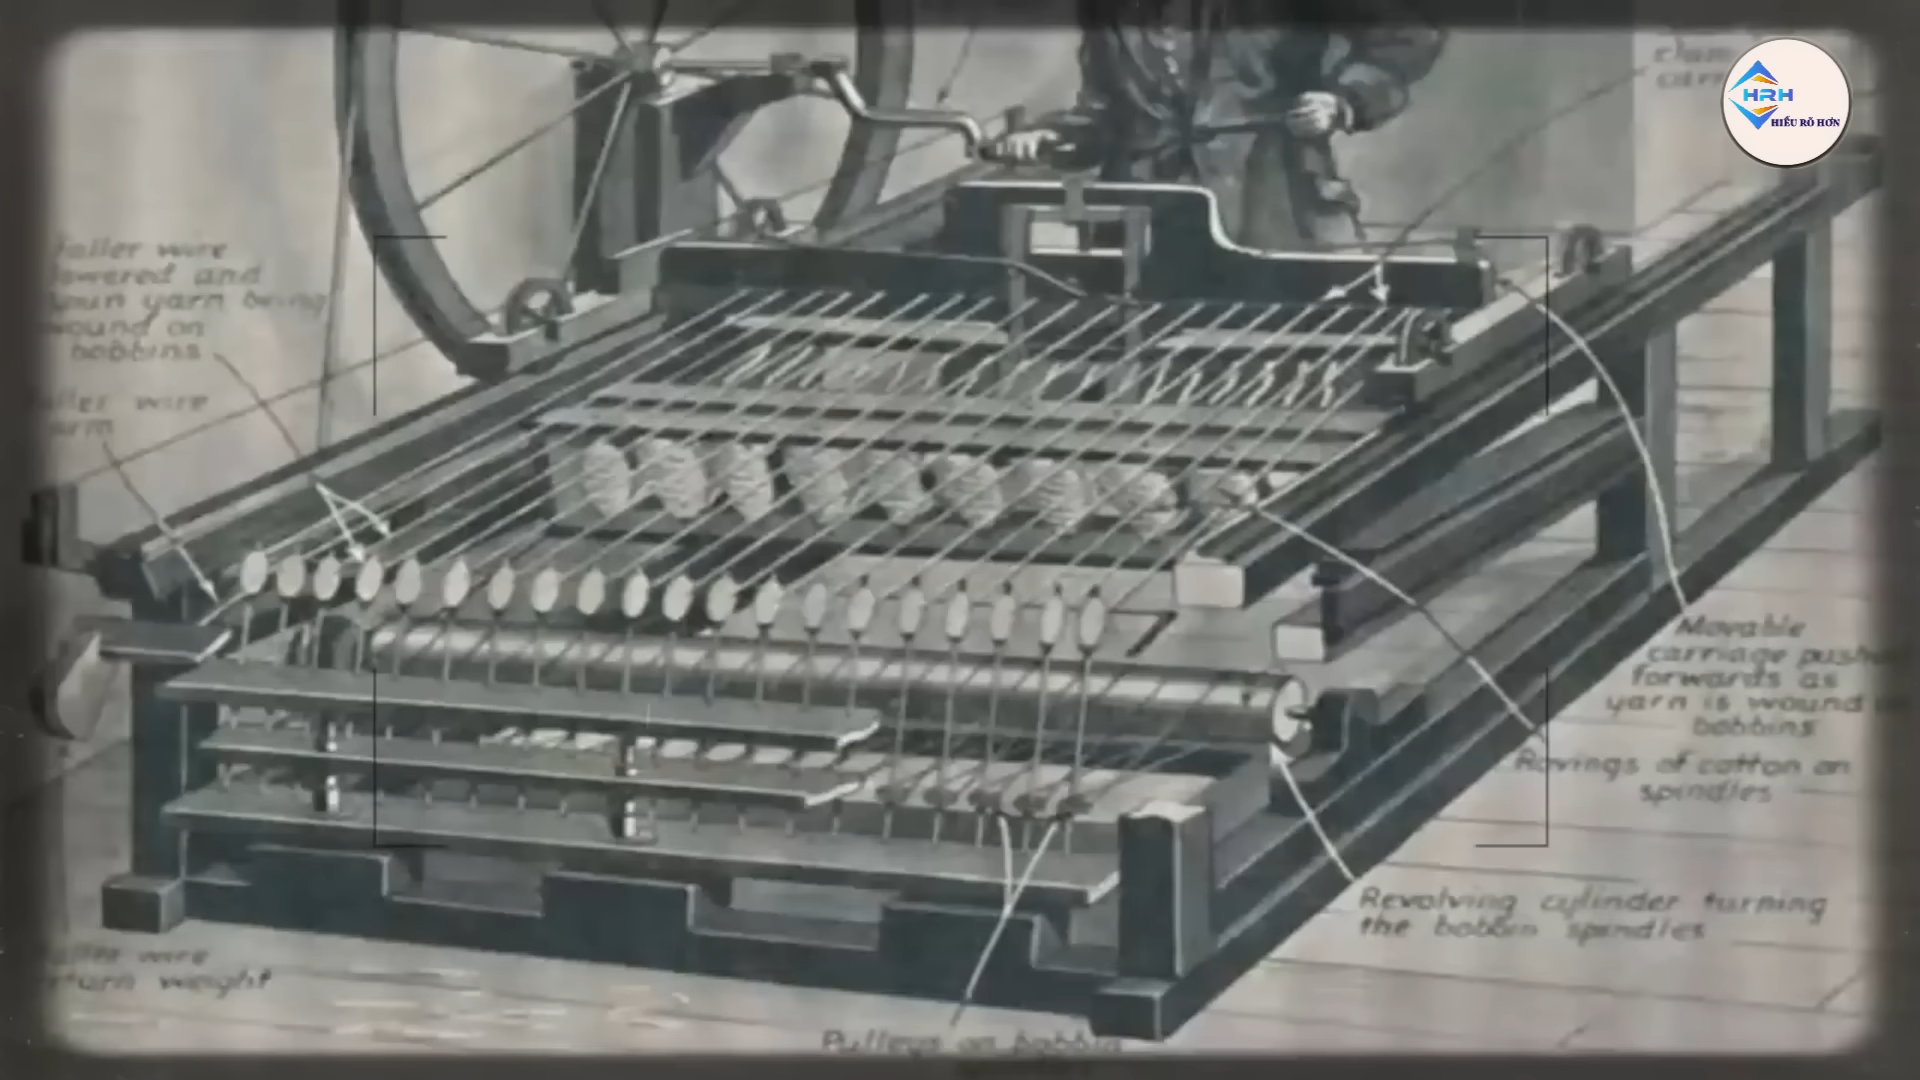 HRH
HIỂU RÕ HƠN
faller wire
lowered and
spun yarn being
wound on
bobbins
wire
arm
Movable
carriage
forwards as
yarn is wound
bobbins
Rovings of cotton on
spindles
Revolving cylinder turning
the bobbin spindles
wire
weight
Pulleys on bobbin